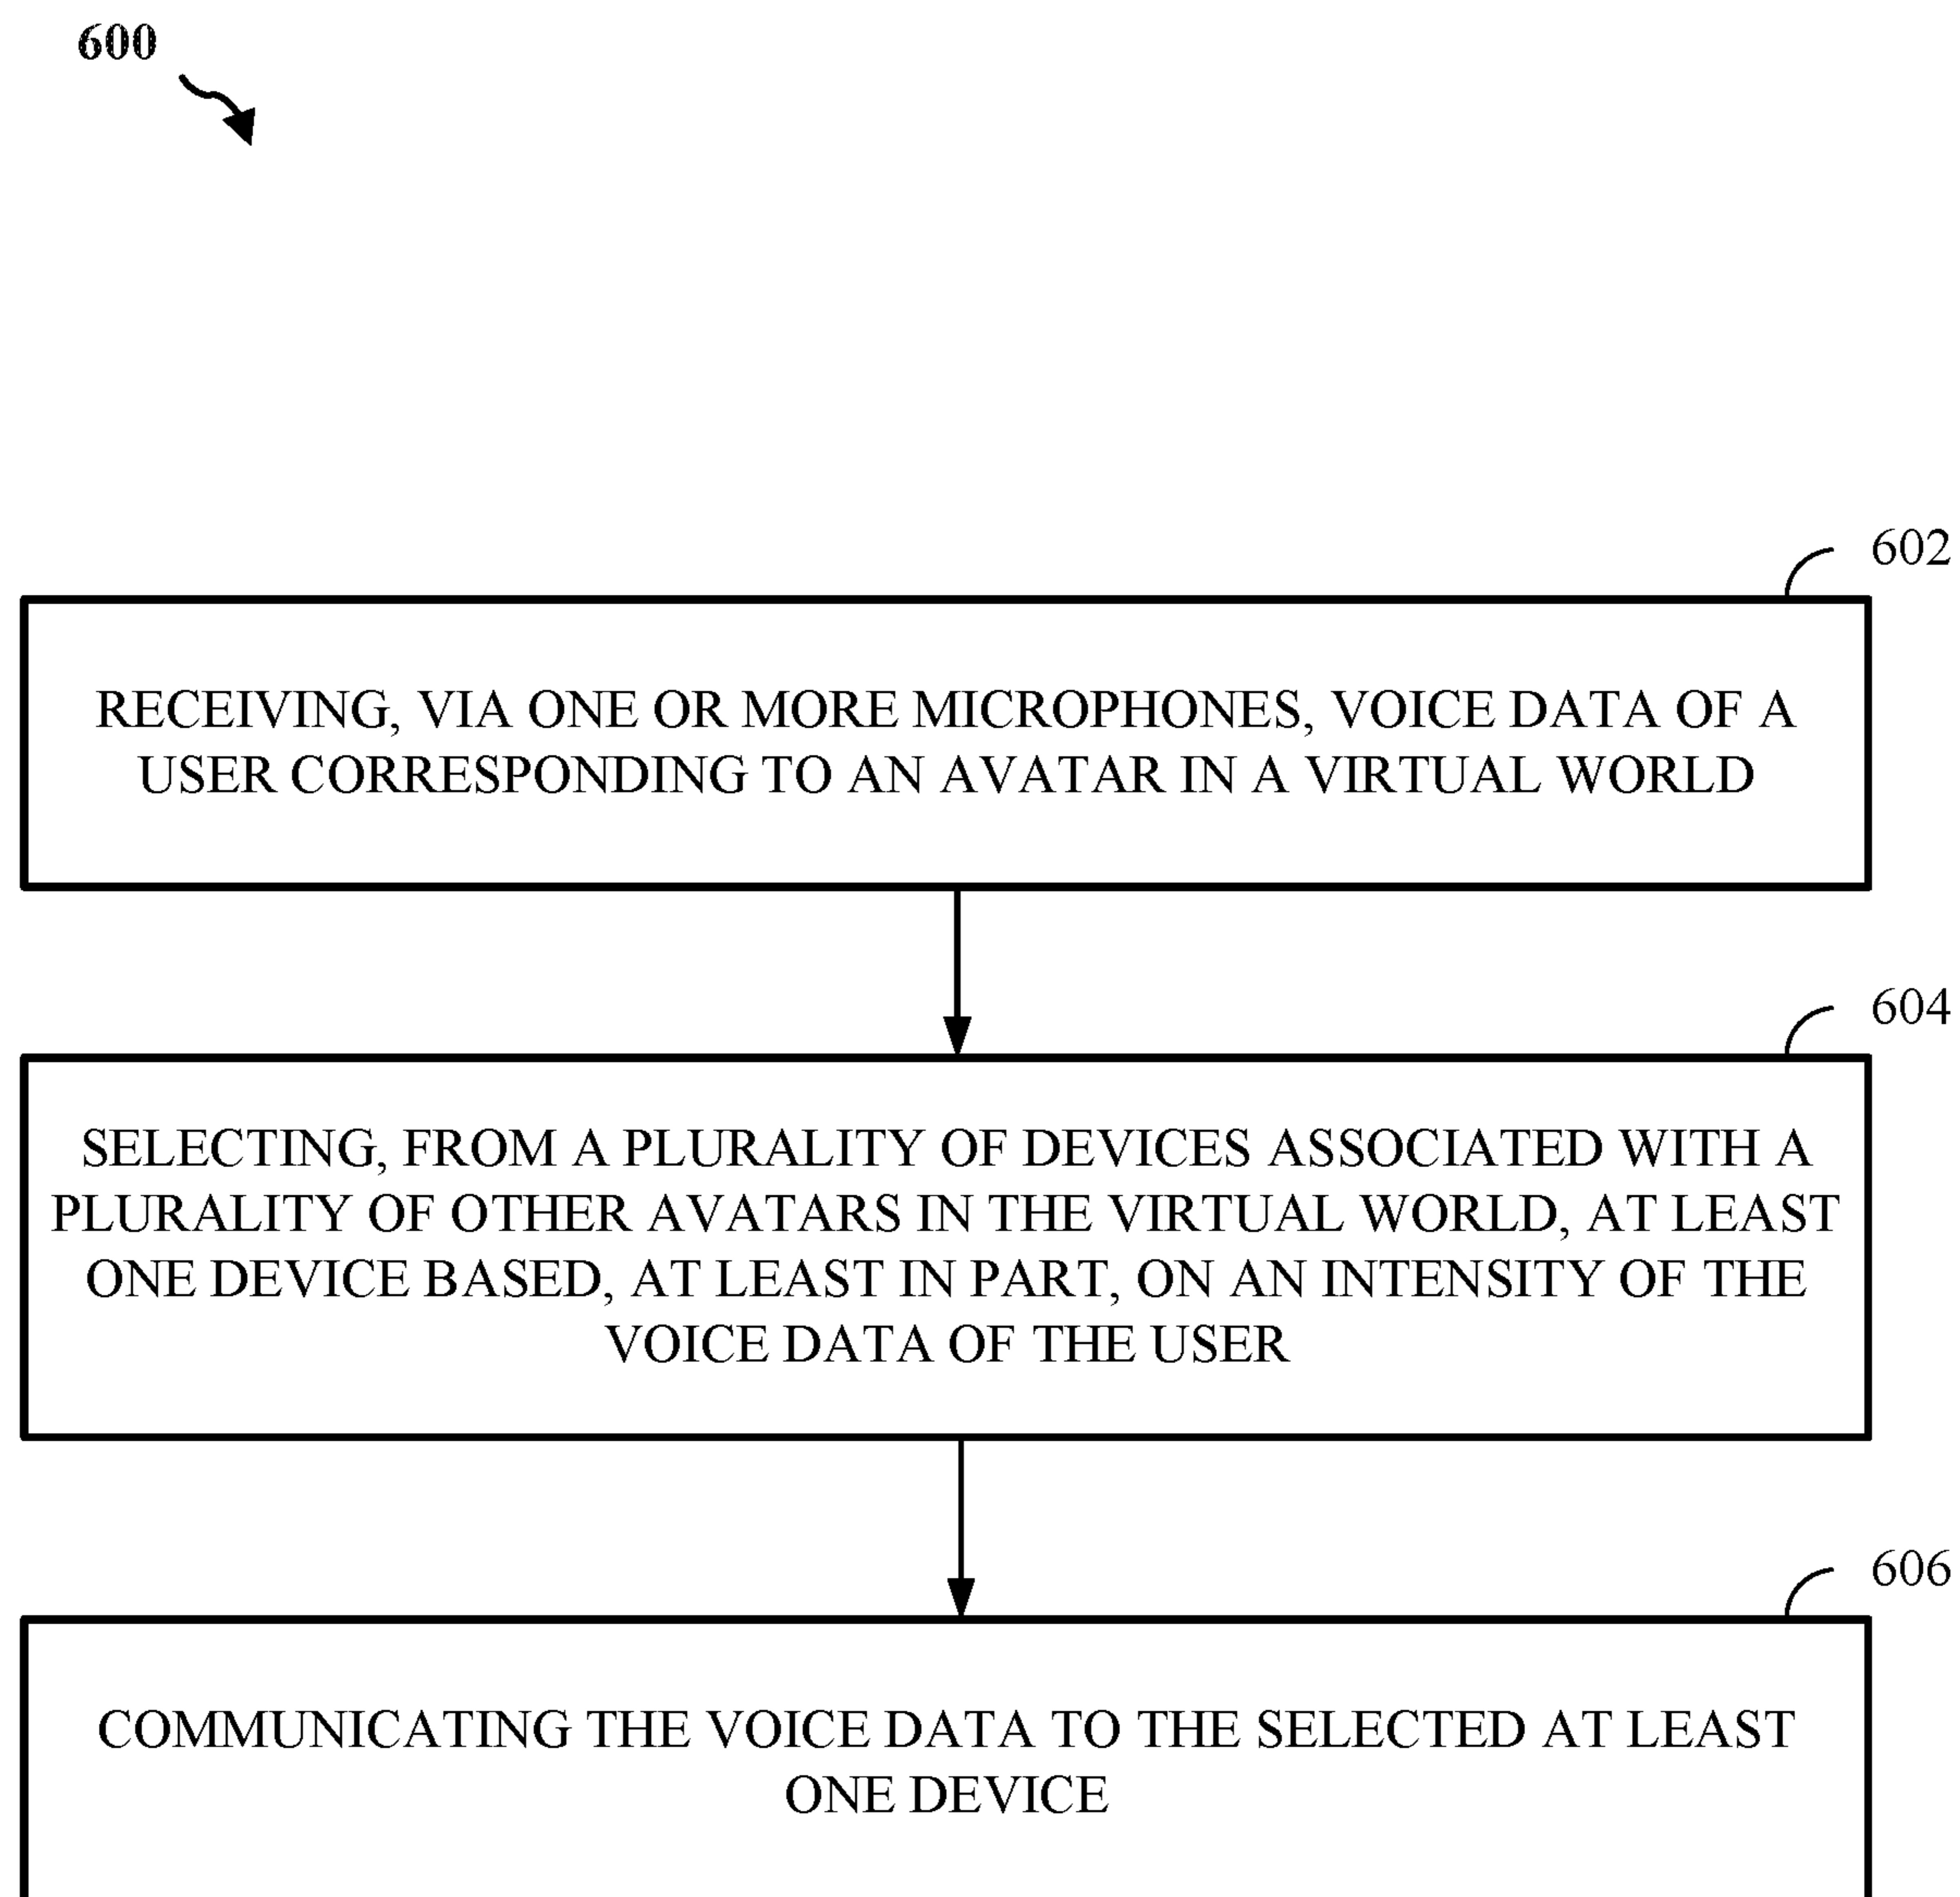 600
602
RECEIVING, VIA ONE OR MORE MICROPHONES, VOICE DATA OF A
USER CORRESPONDING TO AN AVATAR IN A VIRTUAL WORLD
604
SELECTING, FROM A PLURALITY OF DEVICES ASSOCIATED WITH A
PLURALITY OF OTHER AVATARS IN THE VIRTUAL WORLD, AT LEAST
ONE DEVICE BASED, AT LEAST IN PART, ON AN INTENSITY OF THE
VOICE DATA OF THE USER
606
COMMUNICATING THE VOICE DATA TO THE SELECTED AT LEAST
ONE DEVICE